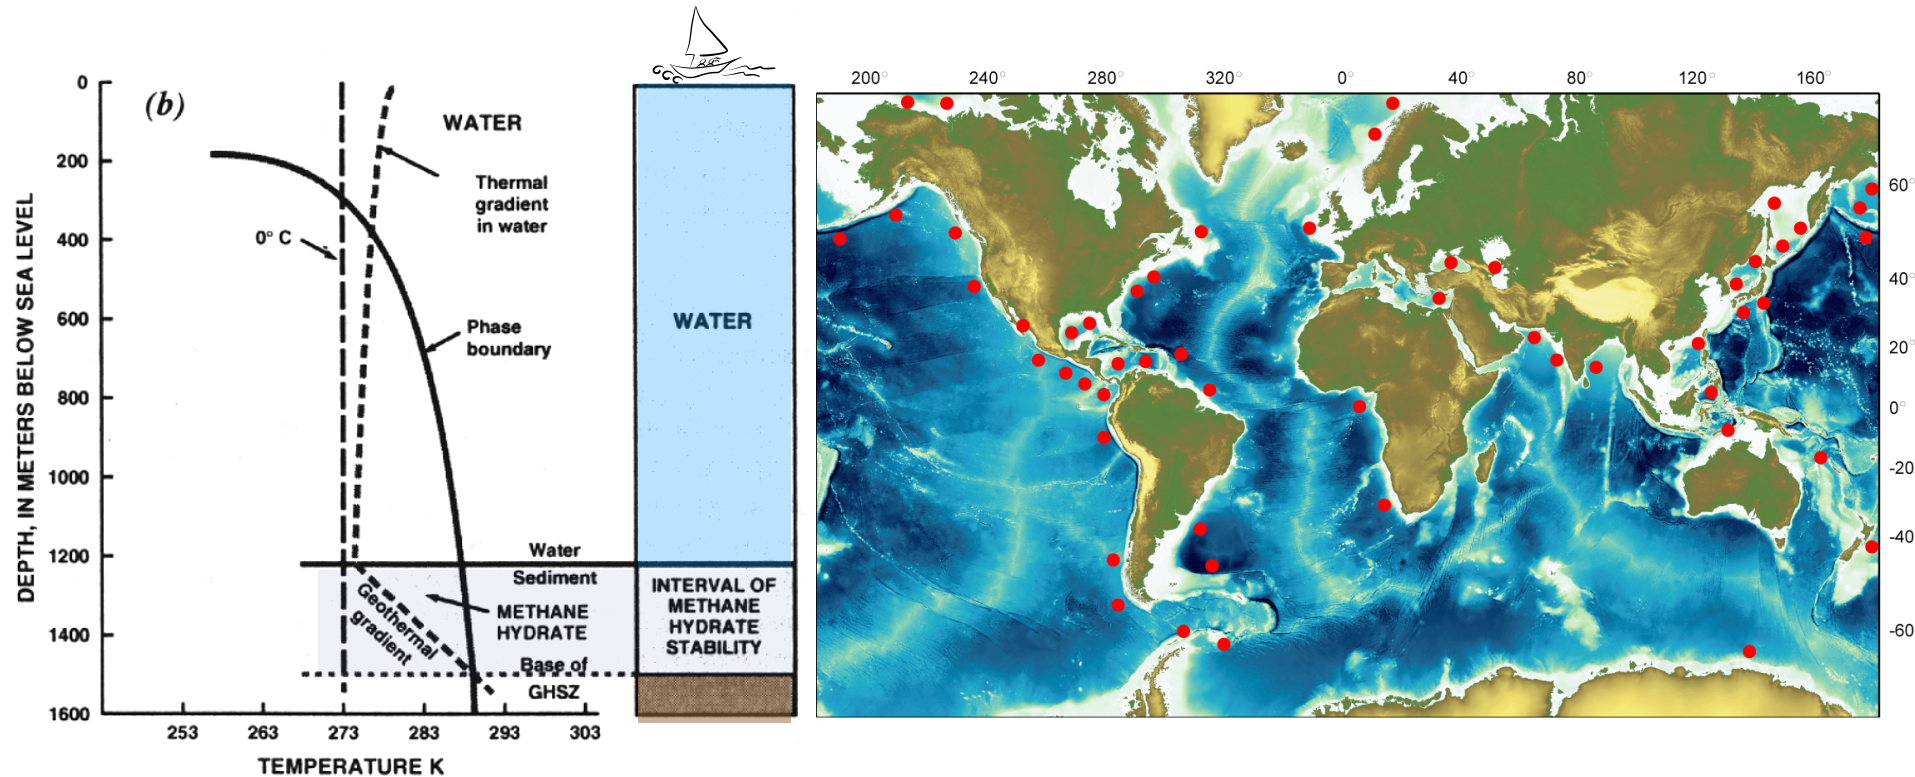 (b)
DEPTH, IN METERS BELOW SEA LEVEL
0
200
400
600
800
1000
1200
1400
1600
WATER
Thermal
gradient
in water
0° C
Phase
boundary
Water
Sediment
Geothermal
gradient
METHANE
HYDRATE
Base of
GHSZ
253
263
273
283
293
303
TEMPERATURE K
WATER
INTERVAL OF
METHANE
HYDRATE
STABILITY
200° 240° 280° 320° 0° 40° 80° 120° 160°
60°
40°
20°
0°
-20
-40
-60